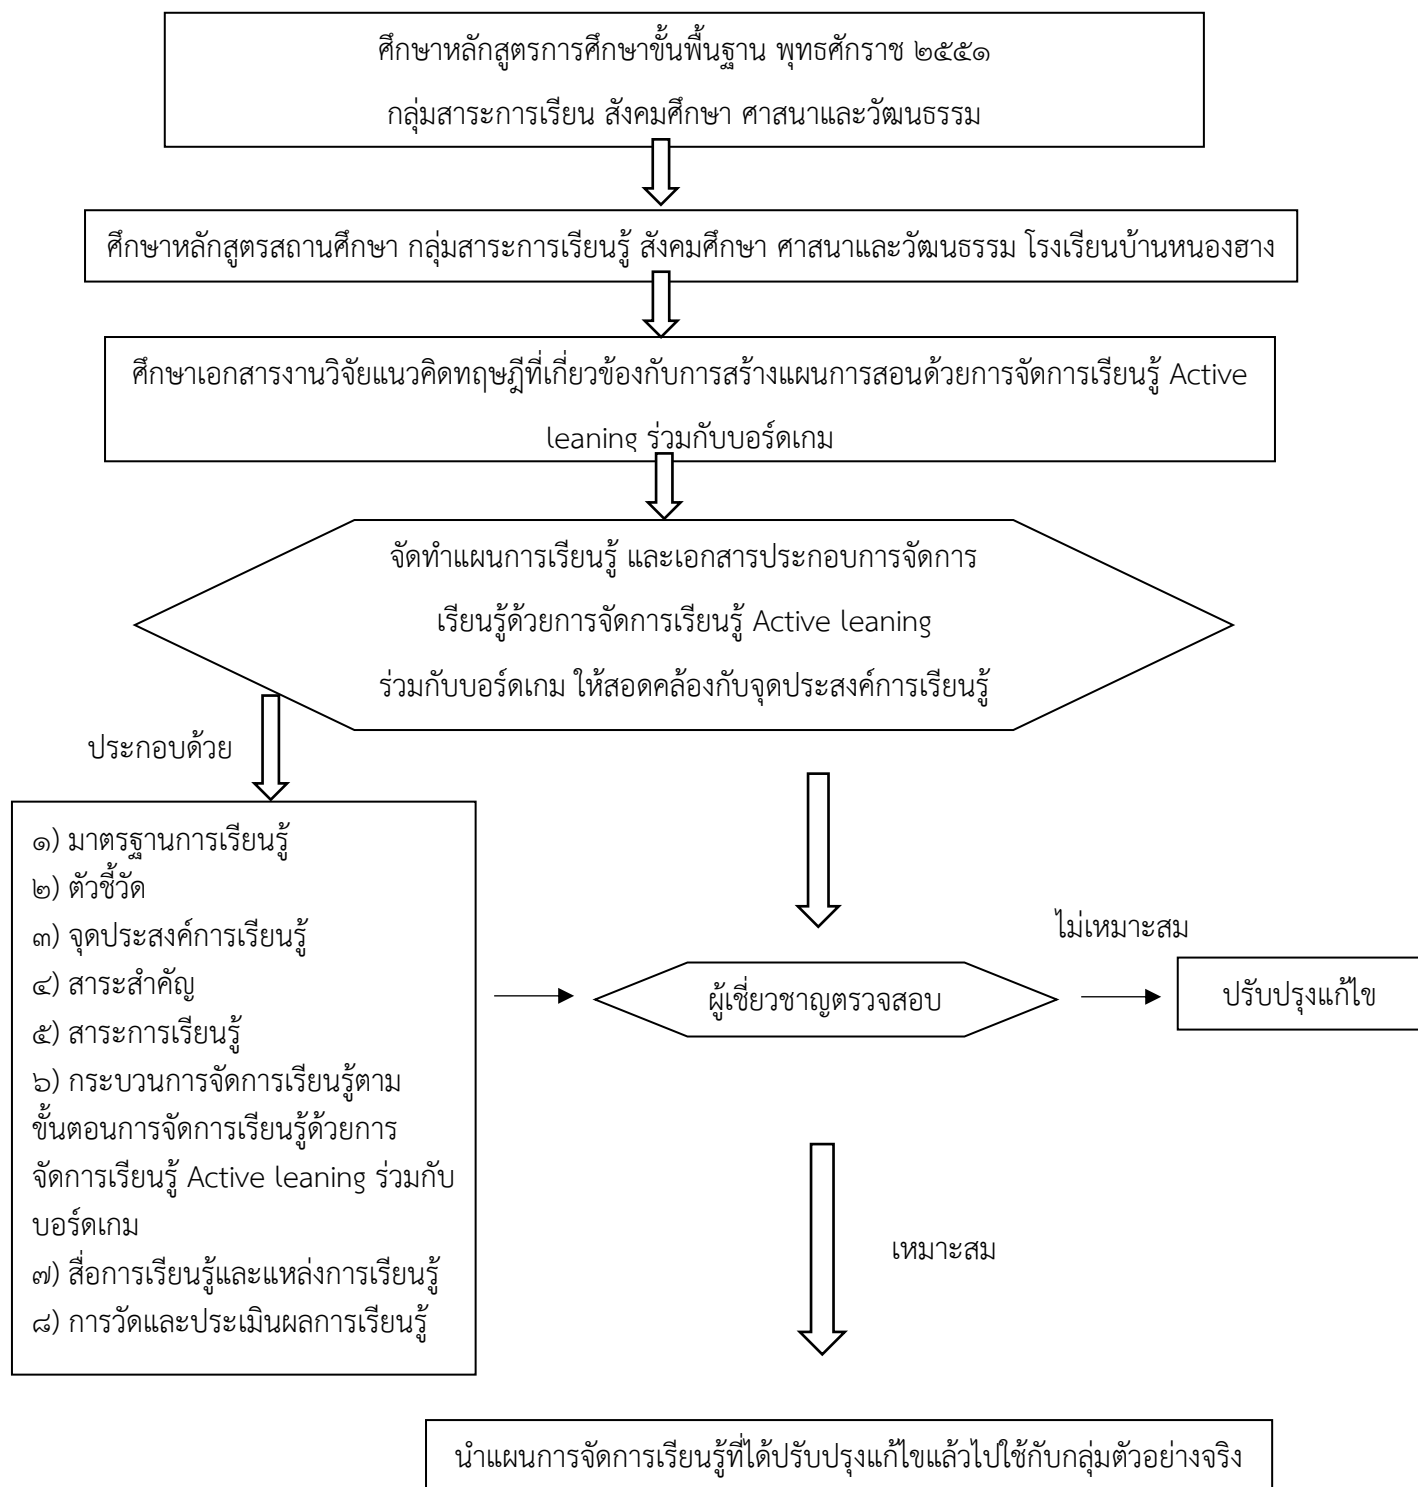 ศึกษาหลักสูตรการศึกษาขั้นพื้นฐาน พุทธศักราช ๒๕๕๑
กลุ่มสาระการเรียน สังคมศึกษา ศาสนาและวัฒนธรรม
ศึกษาหลักสูตรสถานศึกษา กลุ่มสาระการเรียนรู้ สังคมศึกษา ศาสนาและวัฒนธรรม โรงเรียนบ้านหนองฮาง
ศึกษาเอกสารงานวิจัยแนวคิดทฤษฎีที่เกี่ยวข้องกับการสร้างแผนการสอนด้วยการจัดการเรียนรู้ Active
leaning ร่วมกับบอร์ดเกม
จัดทำแผนการเรียนรู้ และเอกสารประกอบการจัดการ
เรียนรู้ด้วยการจัดการเรียนรู้ Active leaning
ร่วมกับบอร์ดเกม ให้สอดคล้องกับจุดประสงค์การเรียนรู้
ประกอบด้วย
๑) มาตรฐานการเรียนรู้
๒) ตัวชี้วัด
๓) จุดประสงค์การเรียนรู้
๔) สาระสำคัญ
๕) สาระการเรียนรู้
๖) กระบวนการจัดการเรียนรู้ตาม
ขั้นตอนการจัดการเรียนรู้ด้วยการ
จัดการเรียนรู้ Active leaning ร่วมกับ
บอร์ดเกม
๗) สื่อการเรียนรู้และแหล่งการเรียนรู้
๘) การวัดและประเมินผลการเรียนรู้
ผู้เชี่ยวชาญตรวจสอบ
ไม่เหมาะสม
ปรับปรุงแก้ไข
เหมาะสม
นำแผนการจัดการเรียนรู้ที่ได้ปรับปรุงแก้ไขแล้วไปใช้กับกลุ่มตัวอย่างจริง